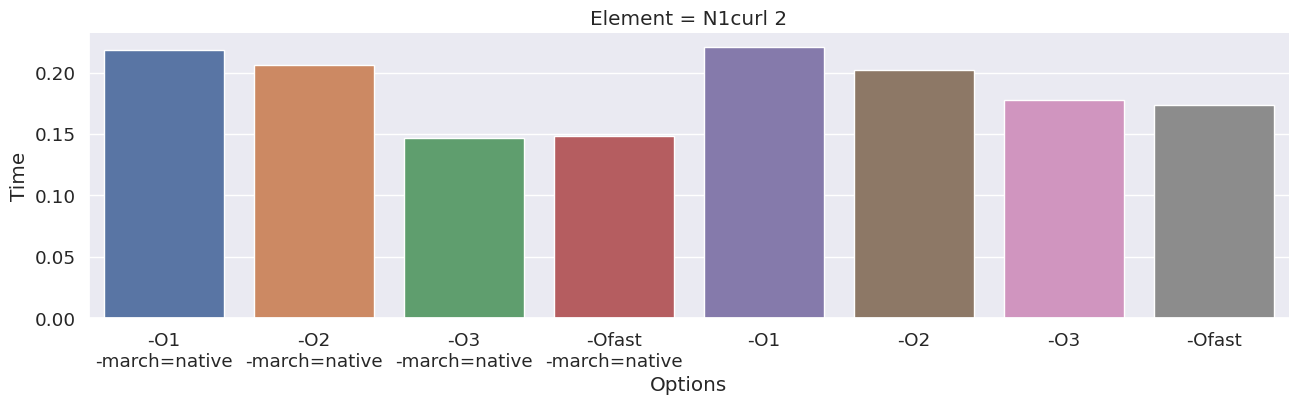 Element = N1curl 2
Time
0.20
0.15
0.10
0.05
0.00
-O1
-march=native
-O2
-march=native
-O3
-march=native
-Ofast
-march=native
-O1
-O2
-O3
-Ofast
Options